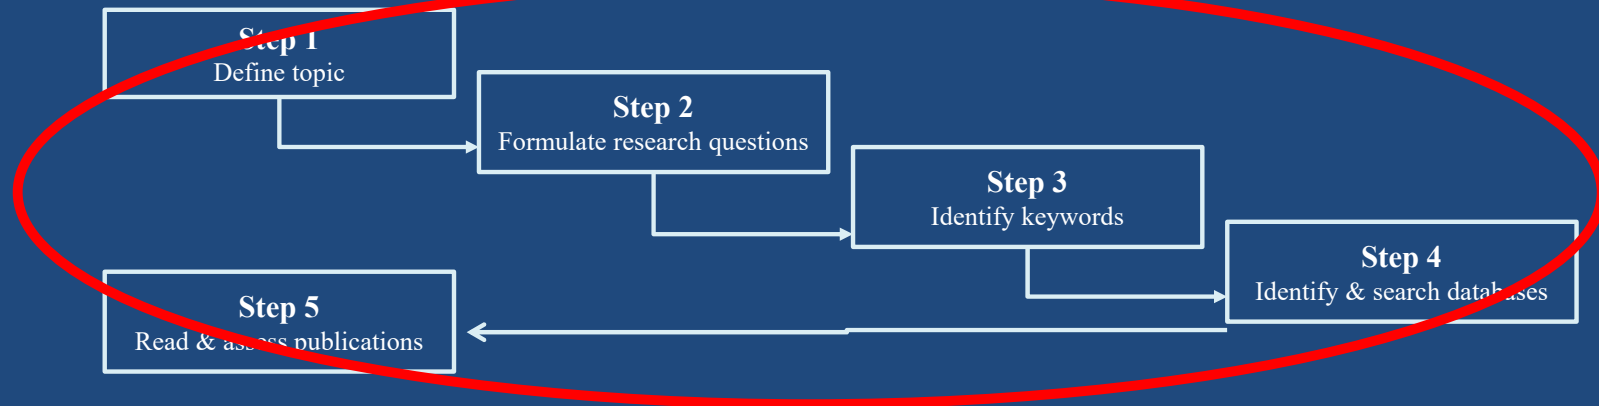 Step 1
Define topic
Step 2
Formulate research questions
Step 3
Identify keywords
Step 4
Identify & search databases
Step 5
Read & assess publications